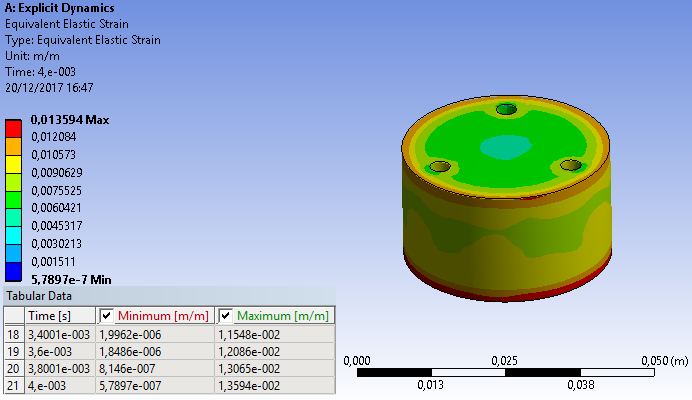 A: Explicit Dynamics
Equivalent Elastic Strain
Type: Equivalent Elastic Strain
Unit: m/m
Time: 4,e-003
20/12/2017 16:47
0,013594 Max
0,012084
0,010573
0,0090629
0,0075525
0,0060421
0,0045317
0,0030213
0,001511
5,7897e-7 Min
Tabular Data
Time [s] Minimum [m/m] Maximum [m/m]
18 3,4001e-003 1,9962e-006 1,1548e-002
19 3,6e-003 1,8486e-006 1,2086e-002
20 3,8001e-003 8,146e-007 1,3065e-002
21 4,e-003 5,7897e-007 1,3594e-002
0,000 0,025 0,050 (m)
0,013 0,038